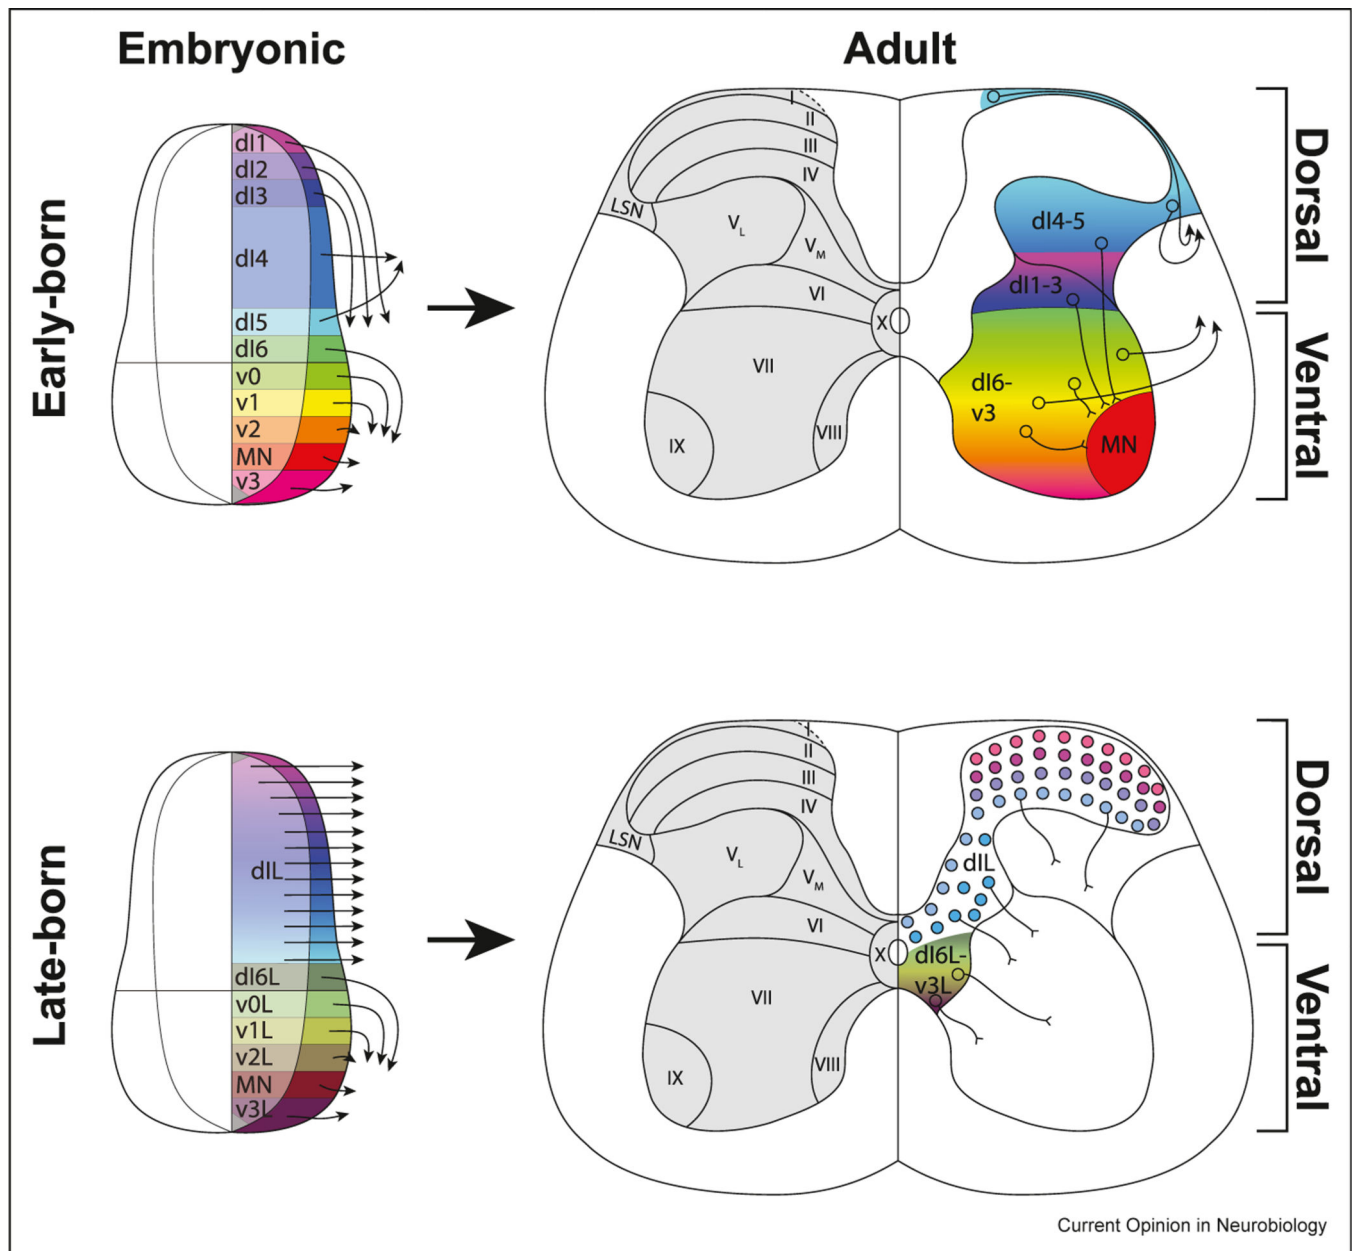 Embryonic
Adult
Early-born
dI1
dI2
dI3
dI4
dI5
dI6
v0
v1
v2
MN
v3
I
II
III
IV
LSN
VL
VM
VI
X
VII
IX
VIII
dI4-5
dI1-3
dI6-
v3
MN
Dorsal
Ventral
Late-born
dIL
dI6L
v0L
v1L
v2L
MN
v3L
I
II
III
IV
LSN
VL
VM
VI
X
VII
IX
VIII
dIL
dI6L-
v3L
Dorsal
Ventral
Current Opinion in Neurobiology